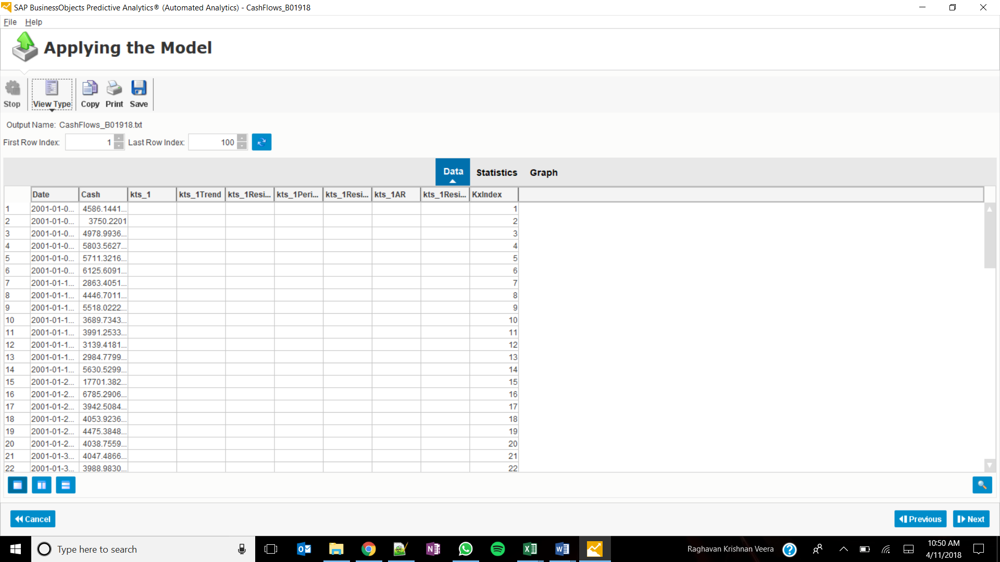 SAP BusinessObjects Predictive Analytics® (Automated Analytics) - CashFlows_B01918
File Help
Applying the Model
Stop View Type Copy Print Save
Output Name: CashFlows_B01918.txt
First Row Index: 1 Last Row Index: 100
Data Statistics Graph
Date Cash kts_1 kts_1Trend kts_1Resi... kts_1Peri... kts_1Resi... kts_1AR kts_1Resi... KxIndex
1 2001-01-0... 4586.1441... 1
2 2001-01-0... 3750.2201 2
3 2001-01-0... 4978.9936... 3
4 2001-01-0... 5803.5627... 4
5 2001-01-0... 5711.3216... 5
6 2001-01-0... 6125.6091... 6
7 2001-01-1... 2863.4051... 7
8 2001-01-1... 4446.7011... 8
9 2001-01-1... 5518.0222... 9
10 2001-01-1... 3689.7343... 10
11 2001-01-1... 3991.2533... 11
12 2001-01-1... 3139.4181... 12
13 2001-01-1... 2984.7799... 13
14 2001-01-1... 5630.5299... 14
15 2001-01-2... 17701.382... 15
16 2001-01-2... 6785.2906... 16
17 2001-01-2... 3942.5084... 17
18 2001-01-2... 4053.9236... 18
19 2001-01-2... 4475.3848... 19
20 2001-01-2... 4038.7559... 20
21 2001-01-3... 4047.4866... 21
22 2001-01-3... 3988.9830... 22
Cancel Previous Next
Type here to search Raghavan Krishnan Veera 10:50 AM
4/11/2018